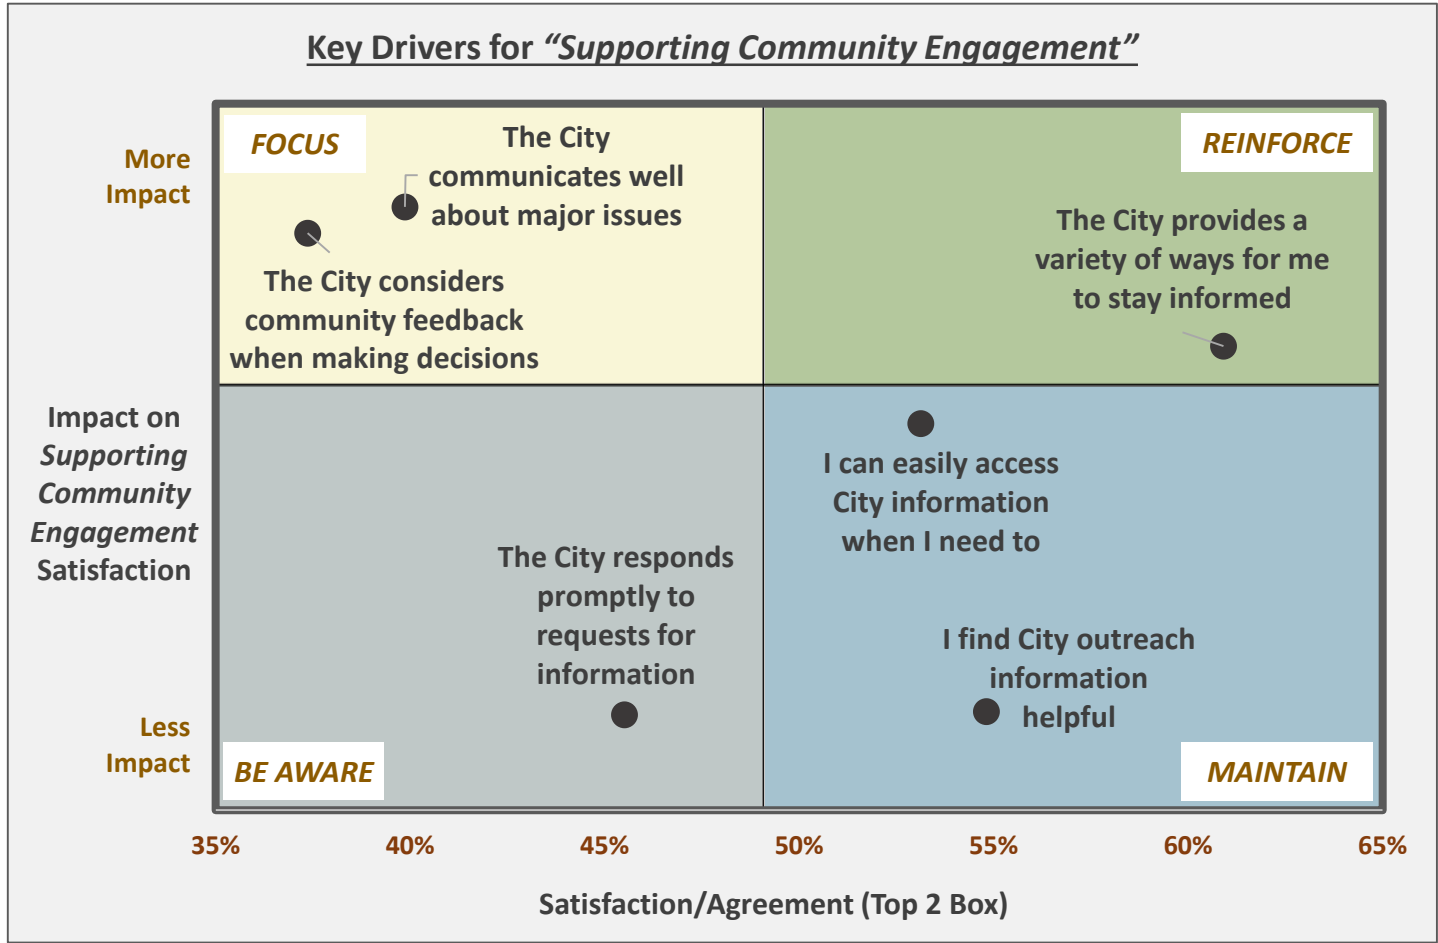 Key Drivers for “Supporting Community Engagement”
More
Impact
FOCUS
The City
communicates well
about major issues
REINFORCE
The City considers
community feedback
when making decisions
The City provides a
variety of ways for me
to stay informed
Impact on
Supporting
Community
Engagement
Satisfaction
I can easily access
City information
when I need to
The City responds
promptly to
requests for
information
I find City outreach
information
helpful
Less
Impact
BE AWARE
MAINTAIN
35% 40% 45% 50% 55% 60% 65%
Satisfaction/Agreement (Top 2 Box)